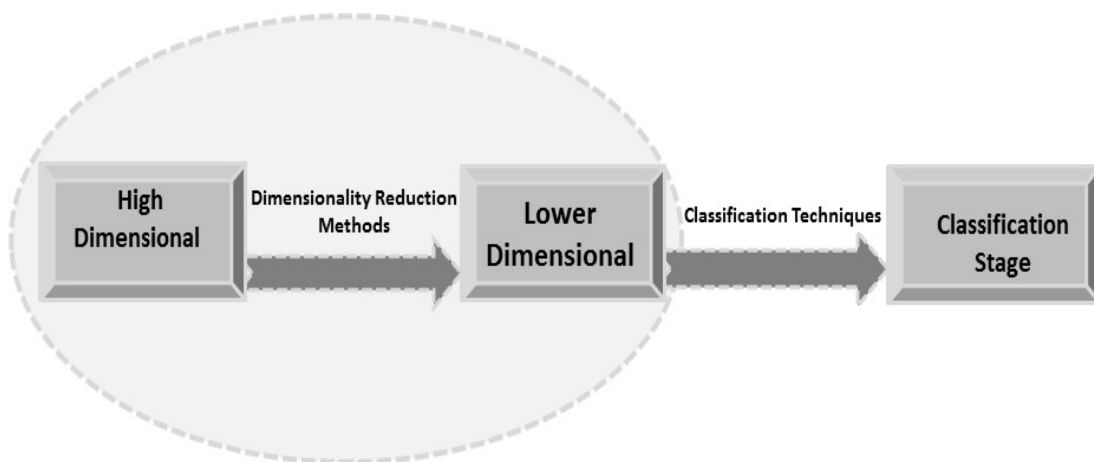 High
Dimensional
Dimensionality Reduction
Methods
Lower
Dimensional
Classification Techniques
Classification
Stage